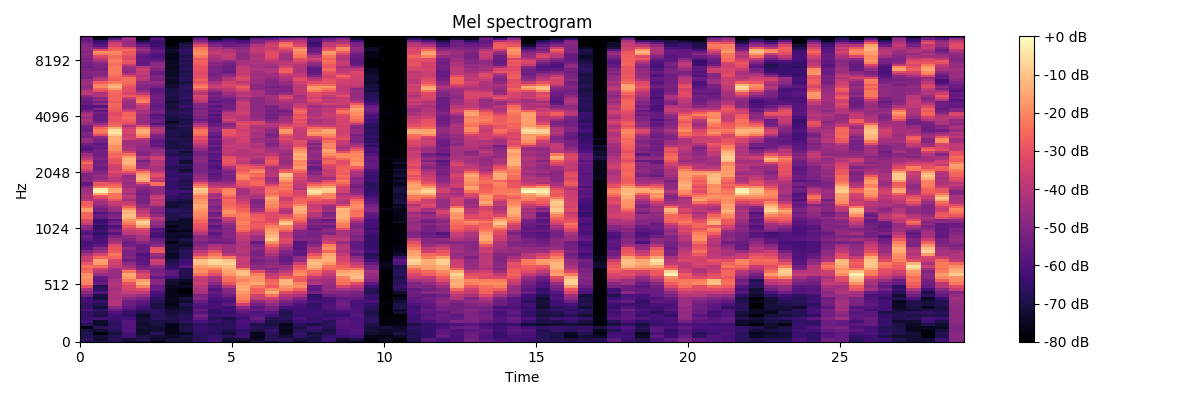 Mel spectrogram
Hz
8192
4096
2048
1024
512
0
0 5 10 15 20 25
Time
+0 dB
-10 dB
-20 dB
-30 dB
-40 dB
-50 dB
-60 dB
-70 dB
-80 dB